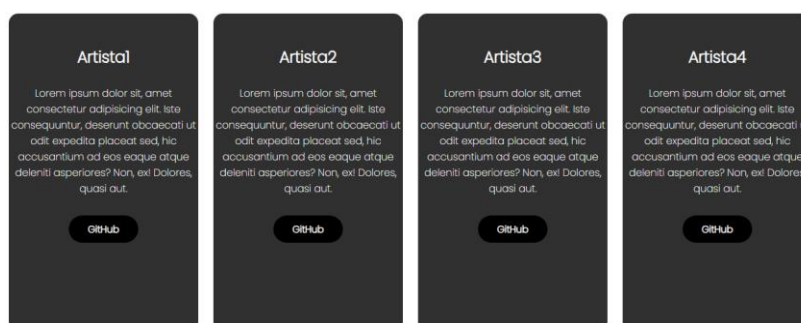 Artista1
Lorem ipsum dolor sit, amet
consectetur adipisicing elit. Iste
consequuntur, deserunt obcaecati ut
odit expedita placeat sed, hic
accusantium ad eos eaque atque
deleniti asperiores? Non, ex! Dolores,
quasi aut.
GitHub
Artista2
Lorem ipsum dolor sit, amet
consectetur adipisicing elit. Iste
consequuntur, deserunt obcaecati ut
odit expedita placeat sed, hic
accusantium ad eos eaque atque
deleniti asperiores? Non, ex! Dolores,
quasi aut.
GitHub
Artista3
Lorem ipsum dolor sit, amet
consectetur adipisicing elit. Iste
consequuntur, deserunt obcaecati ut
odit expedita placeat sed, hic
accusantium ad eos eaque atque
deleniti asperiores? Non, ex! Dolores,
quasi aut.
GitHub
Artista4
Lorem ipsum dolor sit, amet
consectetur adipisicing elit. Iste
consequuntur, deserunt obcaecati
odit expedita placeat sed, hic
accusantium ad eos eaque atque
deleniti asperiores? Non, ex! Dolores
quasi aut.
GitHub